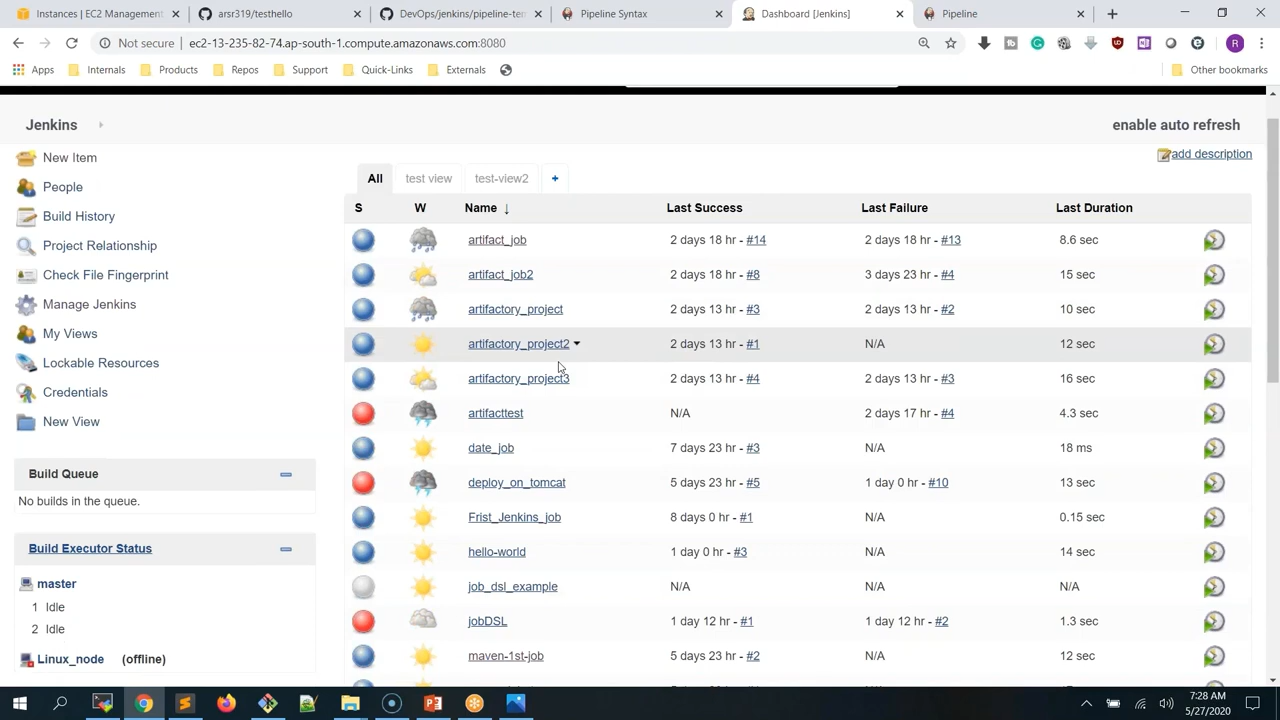 Instances | EC2 Management
arsr319/testhello
DevOps/jenkins/pipeline-ten
Pipeline Syntax
Dashboard [Jenkins]
Pipeline
Not secure | ec2-13-235-82-74.ap-south-1.compute.amazonaws.com:8080
R
Apps Internals Products Repos Support Quick-Links Externals Other bookmarks
Jenkins
enable auto refresh
add description
New Item
People
Build History
Project Relationship
Check File Fingerprint
Manage Jenkins
My Views
Lockable Resources
Credentials
New View
Build Queue
No builds in the queue.
Build Executor Status
master
1 Idle
2 Idle
Linux_node (offline)
All test view test-view2 +
S W Name ↓ Last Success Last Failure Last Duration
artifact_job 2 days 18 hr - #14 2 days 18 hr - #13 8.6 sec
artifact_job2 2 days 18 hr - #8 3 days 23 hr - #4 15 sec
artifactory_project 2 days 13 hr - #3 2 days 13 hr - #2 10 sec
artifactory_project2 2 days 13 hr - #1 N/A 12 sec
artifactory_project3 2 days 13 hr - #4 2 days 13 hr - #3 16 sec
artifacttest N/A 2 days 17 hr - #4 4.3 sec
date_job 7 days 23 hr - #3 N/A 18 ms
deploy_on_tomcat 5 days 23 hr - #5 1 day 0 hr - #10 13 sec
Frist_Jenkins_job 8 days 0 hr - #1 N/A 0.15 sec
hello-world 1 day 0 hr - #3 N/A 14 sec
job_dsl_example N/A N/A N/A
jobDSL 1 day 12 hr - #1 1 day 12 hr - #2 1.3 sec
maven-1st-job 5 days 23 hr - #2 N/A 12 sec
7:28 AM
5/27/2020